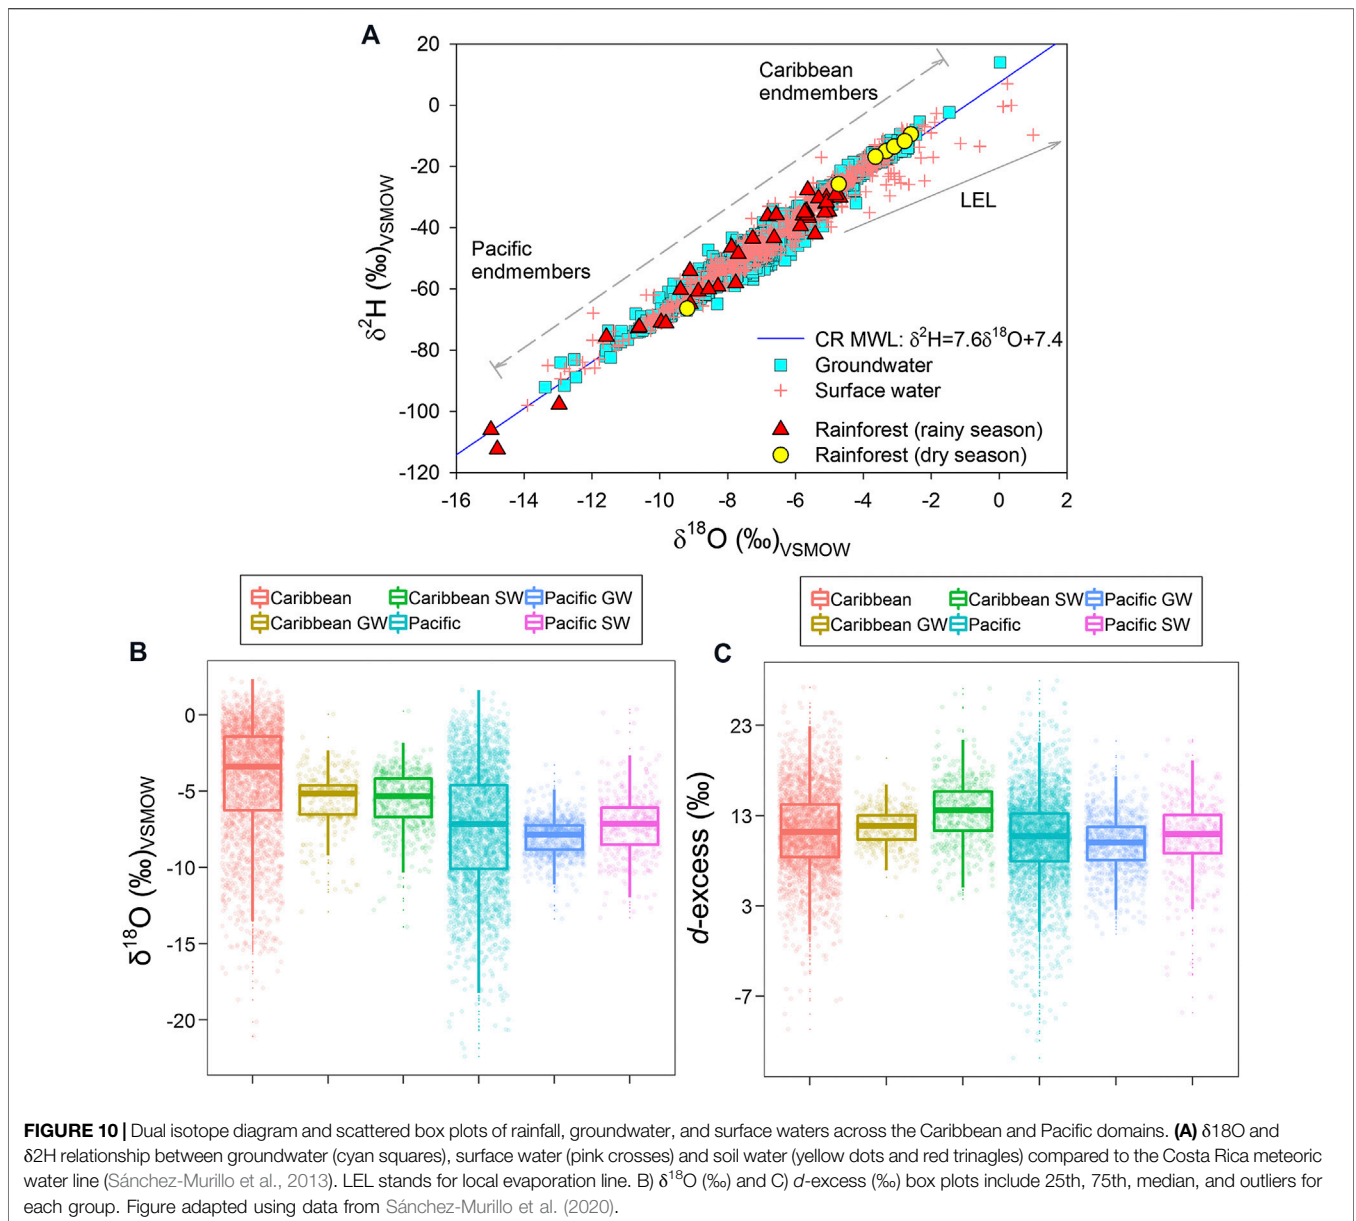 A
20
0
-20
-40
-60
-80
-100
-120
-16
-14
-12
-10
-8
-6
-4
-2
0
2
δ²H (‰)VSMOW
δ¹⁸O (‰)VSMOW
Caribbean
endmembers
Pacific
endmembers
LEL
CR MWL: δ²H=7.6δ¹⁸O+7.4
Groundwater
Surface water
Rainforest (rainy season)
Rainforest (dry season)
Caribbean Caribbean SW Pacific GW
Caribbean GW Pacific Pacific SW
B
0
-5
-10
-15
-20
δ¹⁸O (‰)VSMOW
Caribbean Caribbean SW Pacific GW
Caribbean GW Pacific Pacific SW
C
23
13
3
-7
d-excess (‰)
FIGURE 10 | Dual isotope diagram and scattered box plots of rainfall, groundwater, and surface waters across the Caribbean and Pacific domains. (A) δ18O and
δ2H relationship between groundwater (cyan squares), surface water (pink crosses) and soil water (yellow dots and red trinagles) compared to the Costa Rica meteoric
water line (Sánchez-Murillo et al., 2013). LEL stands for local evaporation line. B) δ¹⁸O (‰) and C) d-excess (‰) box plots include 25th, 75th, median, and outliers for
each group. Figure adapted using data from Sánchez-Murillo et al. (2020).